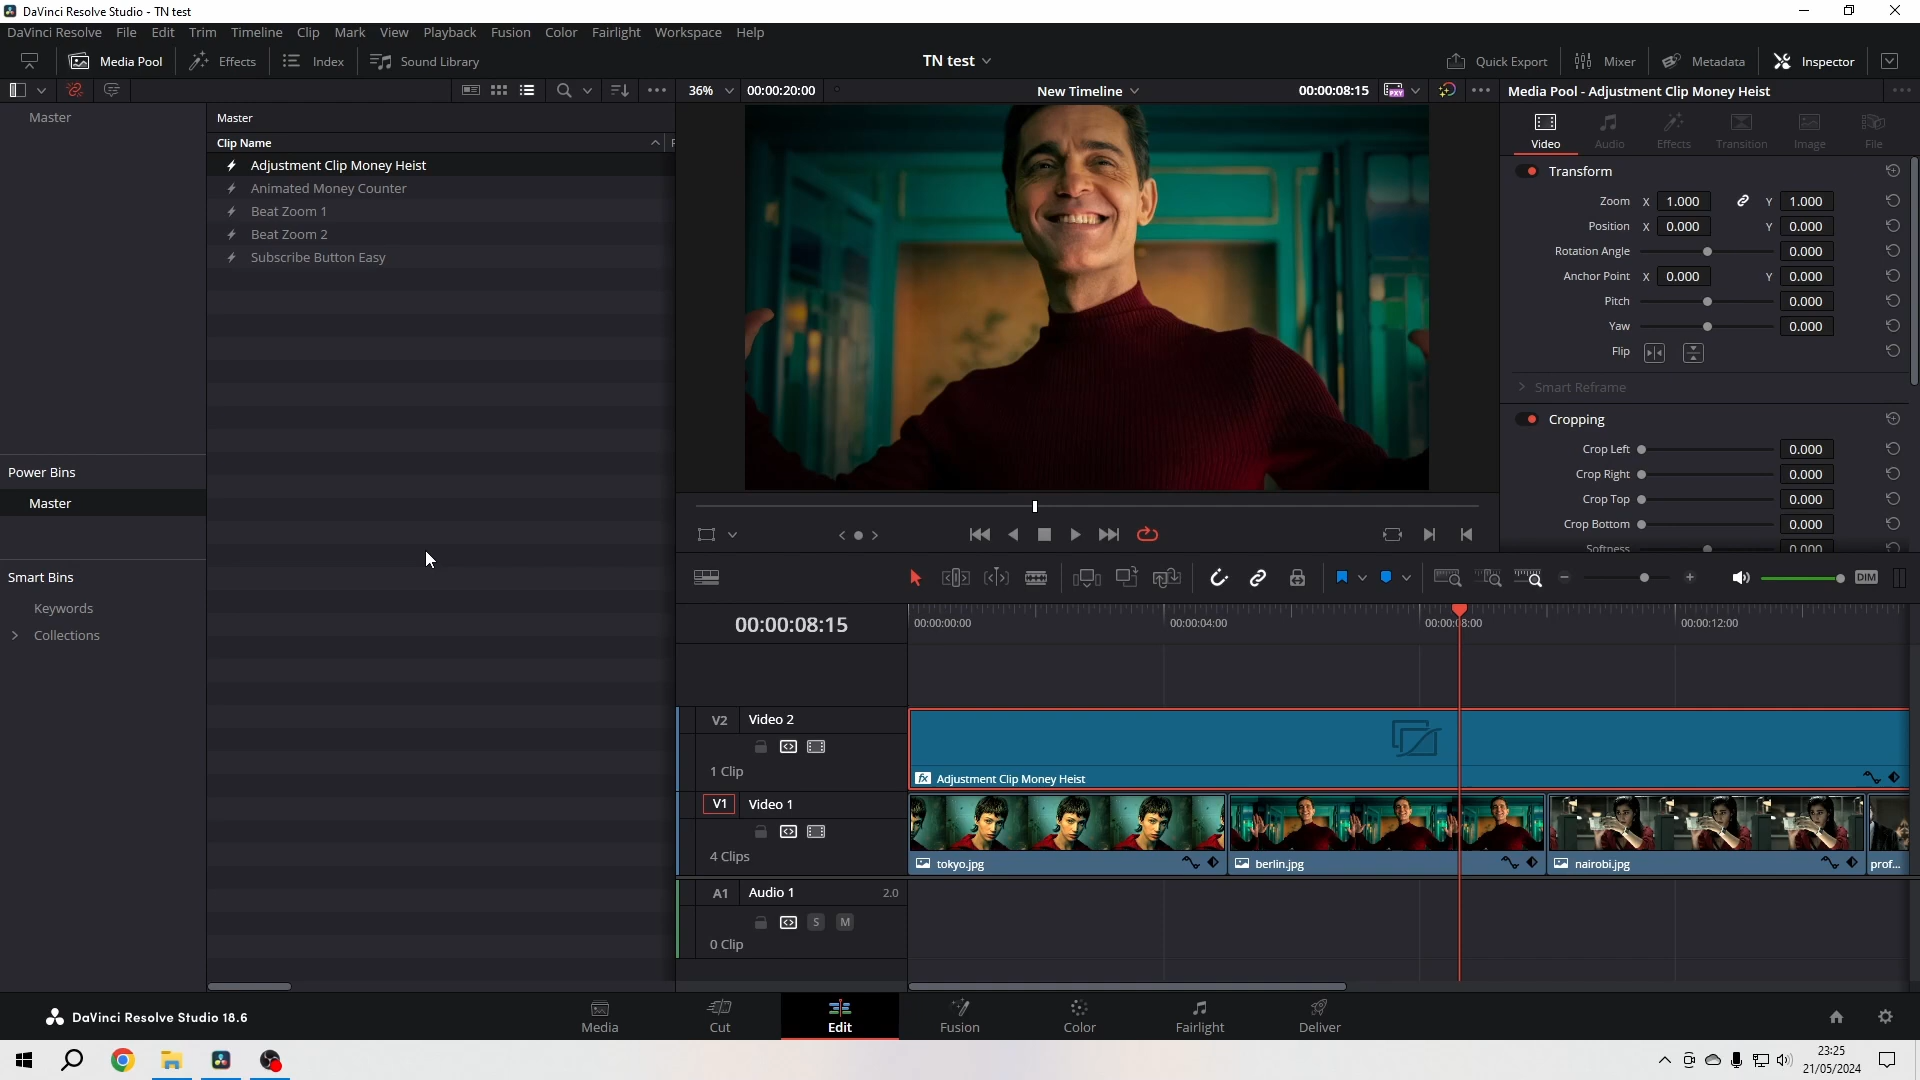 DaVinci Resolve Studio - TN test
DaVinci Resolve File Edit Trim Timeline Clip Mark View Playback Fusion Color Fairlight Workspace Help
Media Pool Effects Index Sound Library TN test Quick Export Mixer Metadata Inspector
36% 00:00:20:00 New Timeline 00:00:08:15 PXY Media Pool - Adjustment Clip Money Heist
Master
Master
Clip Name
Adjustment Clip Money Heist
Animated Money Counter
Beat Zoom 1
Beat Zoom 2
Subscribe Button Easy
Power Bins
Master
Smart Bins
Keywords
Collections
Video Audio Effects Transition Image File
Transform
Zoom X 1.000 Y 1.000
Position X 0.000 Y 0.000
Rotation Angle 0.000
Anchor Point X 0.000 Y 0.000
Pitch 0.000
Yaw 0.000
Flip
Smart Reframe
Cropping
Crop Left 0.000
Crop Right 0.000
Crop Top 0.000
Crop Bottom 0.000
Softness 0.000
DIM
00:00:08:15 00:00:00:00 00:00:04:00 00:00:08:00 00:00:12:00
V2 Video 2
1 Clip
fx Adjustment Clip Money Heist
V1 Video 1
4 Clips
tokyo.jpg berlin.jpg nairobi.jpg prof...
A1 Audio 1 2.0
S M
0 Clip
DaVinci Resolve Studio 18.6
Media Cut Edit Fusion Color Fairlight Deliver
23:25
21/05/2024